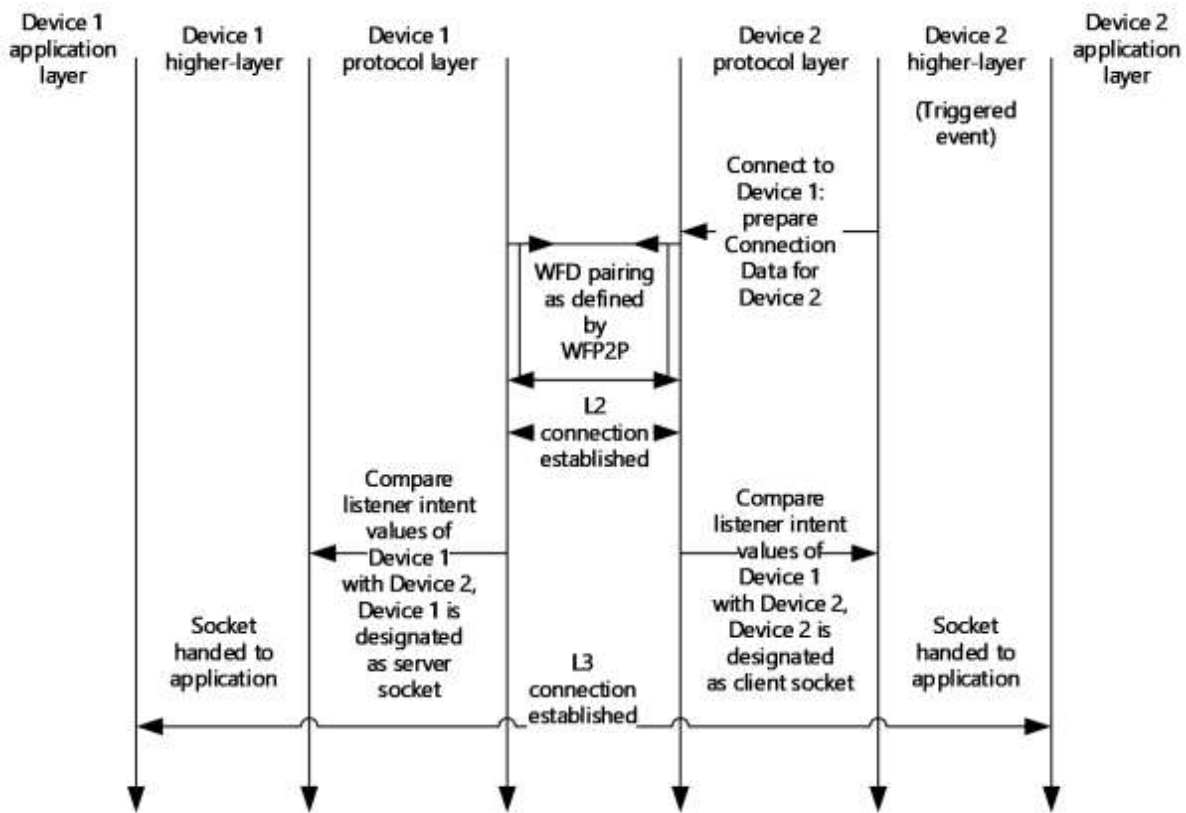 Device 1
application
layer
Device 1
higher-layer
Device 1
protocol layer
Device 2
protocol layer
Device 2
higher-layer
Device 2
application
layer
(Triggered
event)
Connect to
Device 1:
prepare
Connection
Data for
Device 2
WFD pairing
as defined
by
WFP2P
L2
connection
established
Compare
listener intent
values of
Device 1
with Device 2,
Device 1 is
designated
as server
socket
Compare
listener intent
values of
Device 1
with Device 2,
Device 2 is
designated
as client socket
Socket
handed to
application
L3
connection
established
Socket
handed to
application